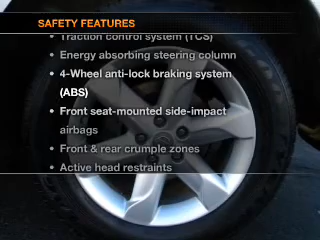 SAFETY FEATURES
• Traction control system (TCS)
• Energy absorbing steering column
• 4-Wheel anti-lock braking system
(ABS)
• Front seat-mounted side-impact
airbags
• Front & rear crumple zones
• Active head restraints